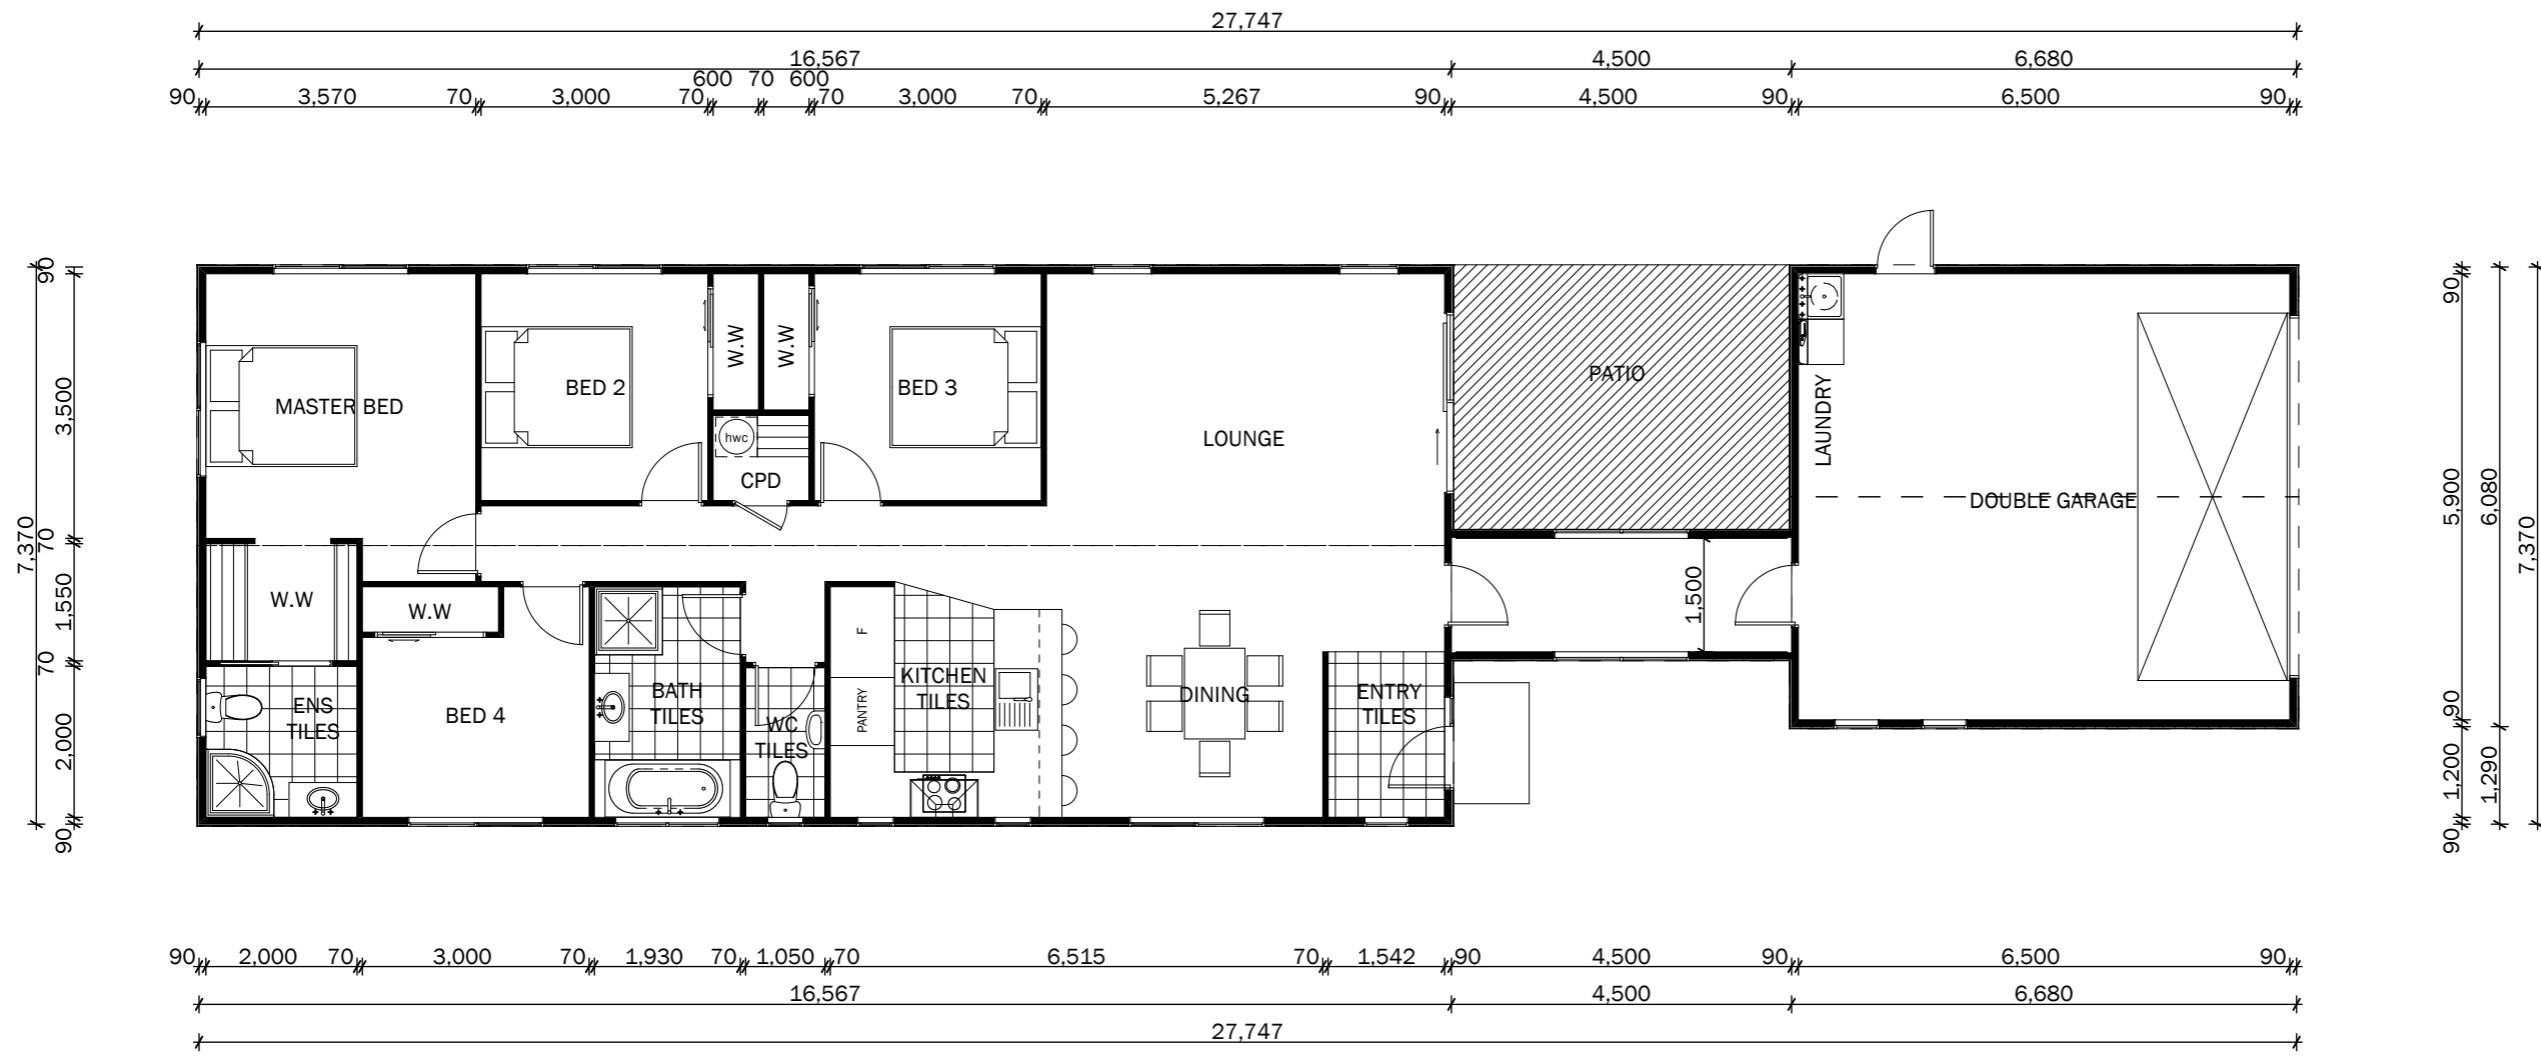 27,747
16,567 4,500 6,680
600 70 600
90 3,570 70 3,000 70 70 3,000 70 5,267 90 4,500 90 6,500 90
90
3,500
70
1,550
70
2,000
90
7,370
MASTER BED
BED 2
W.W
W.W
BED 3
hwc
CPD
LOUNGE
PATIO
LAUNDRY
DOUBLE GARAGE
W.W
W.W
1,500
ENS
TILES
BED 4
BATH
TILES
WC
TILES
F
PANTRY
KITCHEN
TILES
DINING
ENTRY
TILES
90
5,900
90
1,200
90
6,080
1,290
7,370
90 2,000 70 3,000 70 1,930 70 1,050 70 6,515 70 1,542 90 4,500 90 6,500 90
16,567 4,500 6,680
27,747